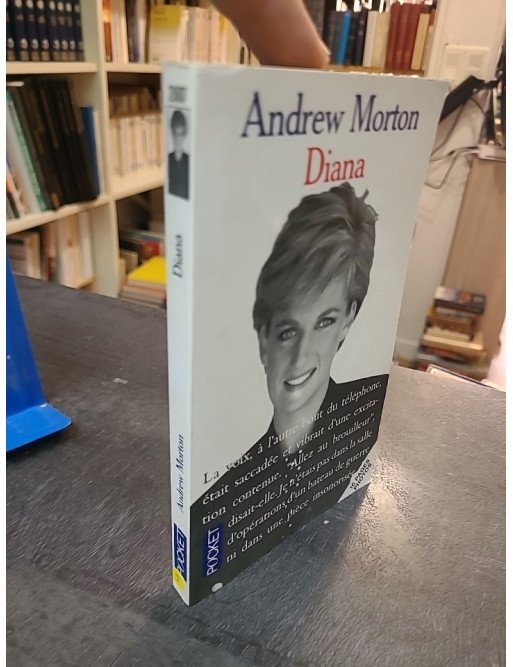 Andrew Morton
Diana
La voix, à l'autre bout du téléphone,
était saccadée et vibrait d'une excita-
tion contenue. "Allez au brouilleur",
disait-elle. Je n'étais pas dans la salle
d'opérations d'un bateau de guerre
ni dans une pièce insonorisée
POCKET
Diana
Andrew Morton
POCKET